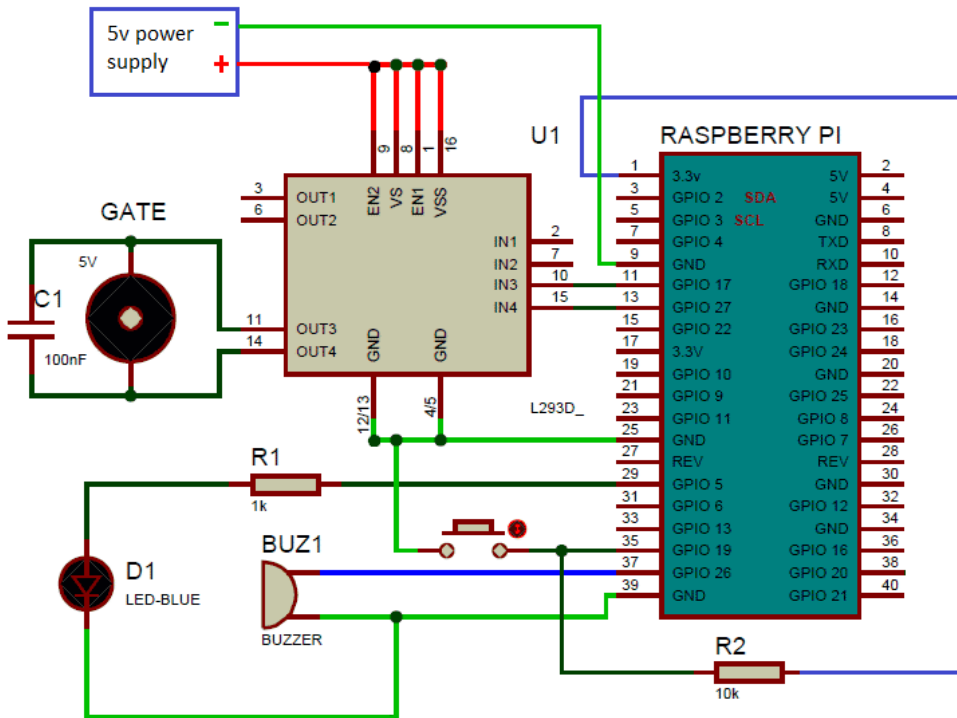 5v power
supply
−
+
U1
RASPBERRY PI
9
8
1
16
EN2
VS
EN1
VSS
3
OUT1
6
OUT2
IN1
2
IN2
7
IN3
10
IN4
15
11
OUT3
14
OUT4
GND
GND
12/13
4/5
L293D_
GATE
5V
C1
100nF
1
3.3v
5V
2
3
GPIO 2
SDA
5V
4
5
GPIO 3
SCL
GND
6
7
GPIO 4
TXD
8
9
GND
RXD
10
11
GPIO 17
GPIO 18
12
13
GPIO 27
GND
14
15
GPIO 22
GPIO 23
16
17
3.3V
GPIO 24
18
19
GPIO 10
GND
20
21
GPIO 9
GPIO 25
22
23
GPIO 11
GPIO 8
24
25
GND
GPIO 7
26
27
REV
REV
28
29
GPIO 5
GND
30
31
GPIO 6
GPIO 12
32
33
GPIO 13
GND
34
35
GPIO 19
GPIO 16
36
37
GPIO 26
GPIO 20
38
39
GND
GPIO 21
40
R1
1k
D1
LED-BLUE
BUZ1
BUZZER
R2
10k